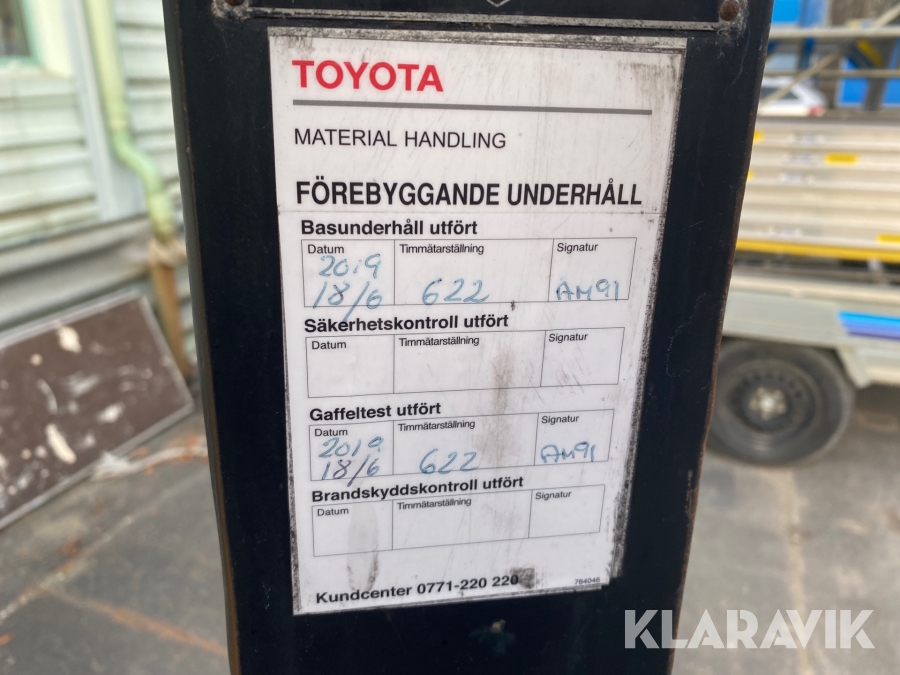 TOYOTA
MATERIAL HANDLING
FÖREBYGGANDE UNDERHÅLL
Basunderhåll utfört
Datum Timmätarställning Signatur
2019
18/6 622 AM91
Säkerhetskontroll utfört
Datum Timmätarställning Signatur
Gaffeltest utfört
Datum Timmätarställning Signatur
2019
18/6 622 AM91
Brandskyddskontroll utfört
Datum Timmätarställning Signatur
Kundcenter 0771-220 220 764046
KLARAVIK